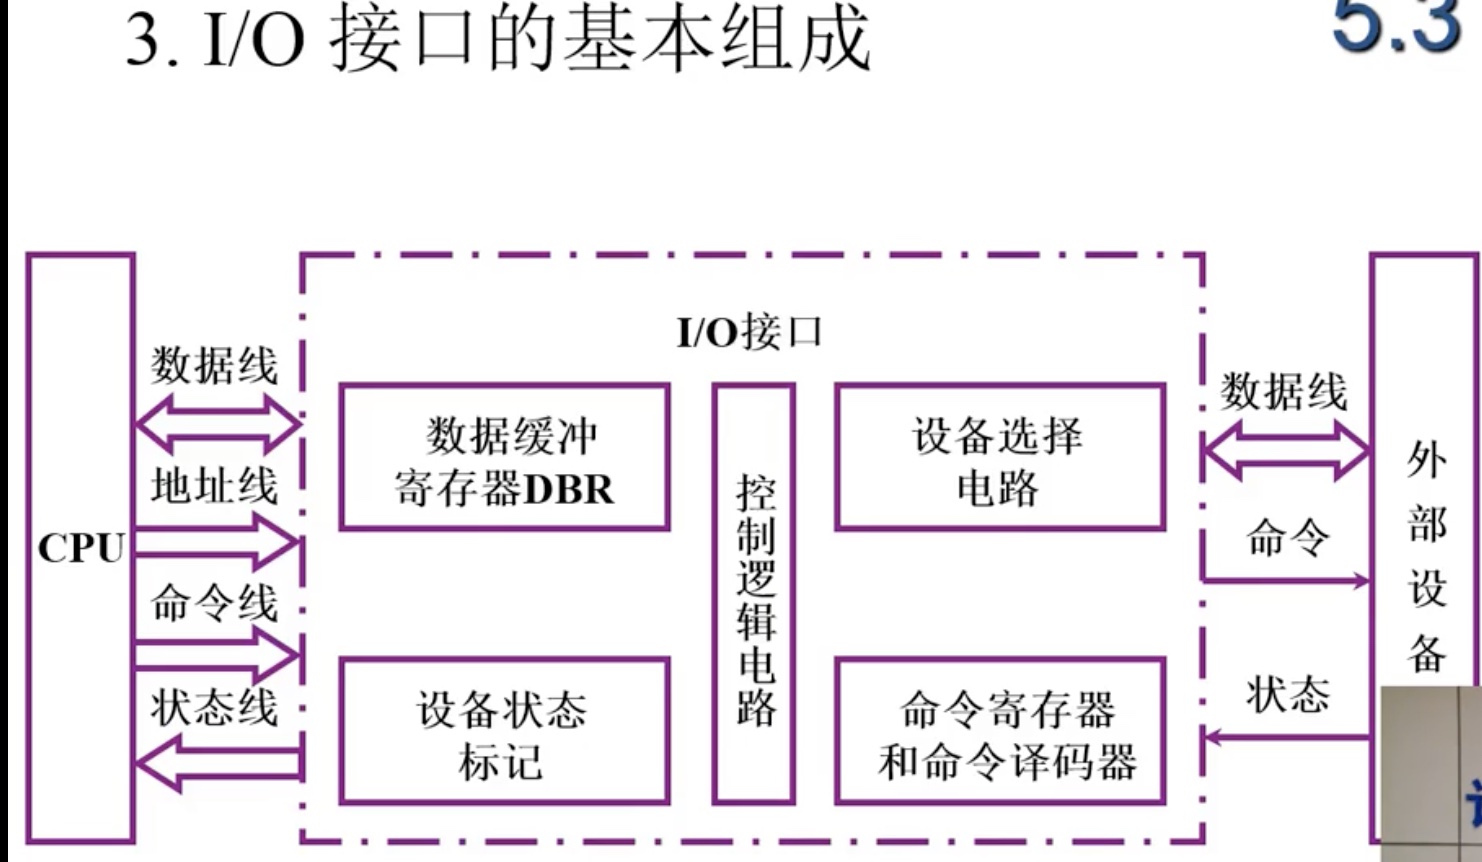 3. I/O 接口的基本组成
5.3
I/O接口
数据线
地址线
命令线
状态线
CPU
数据缓冲
寄存器DBR
设备状态
标记
控制逻辑电路
设备选择
电路
命令寄存器
和命令译码器
数据线
命令
状态
外部设备